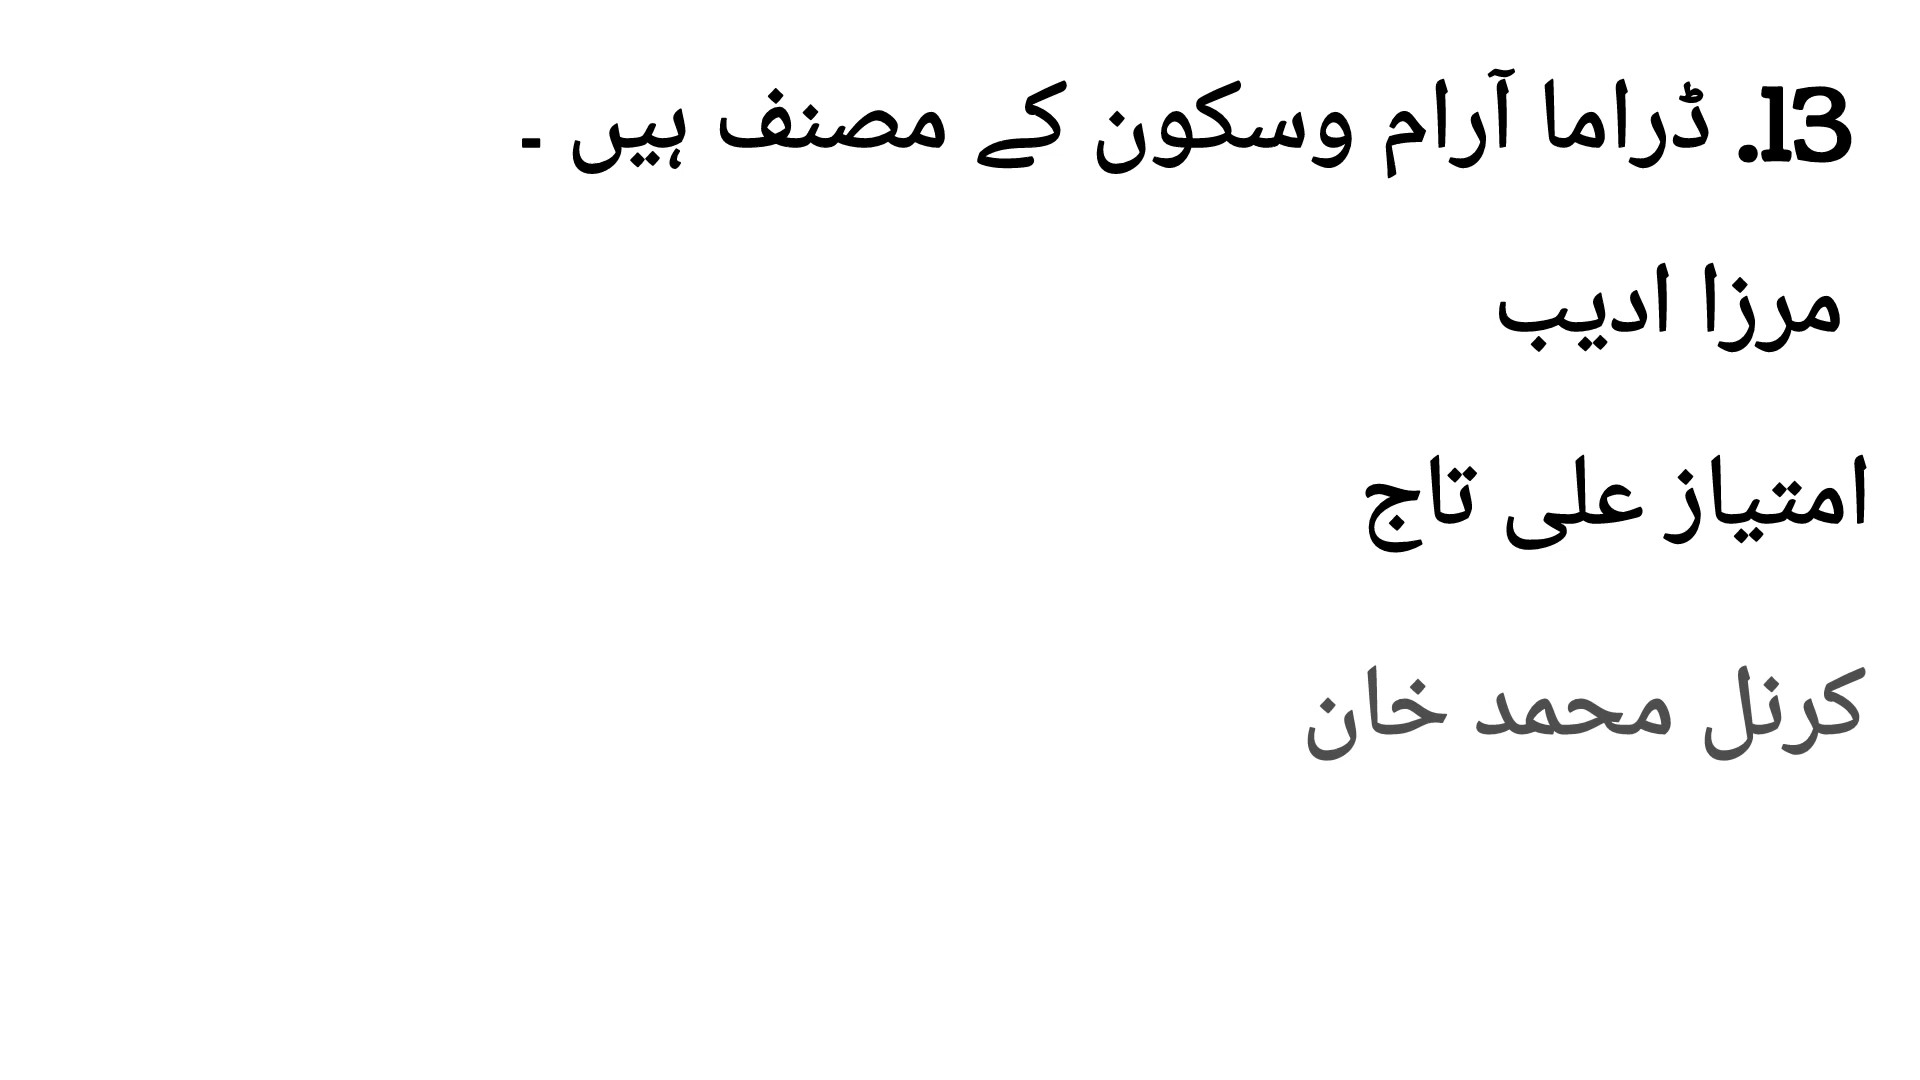 13. ڈراما آرام وسکون کے مصنف ہیں ۔
مرزا ادیب
امتیاز علی تاج
کرنل محمد خان